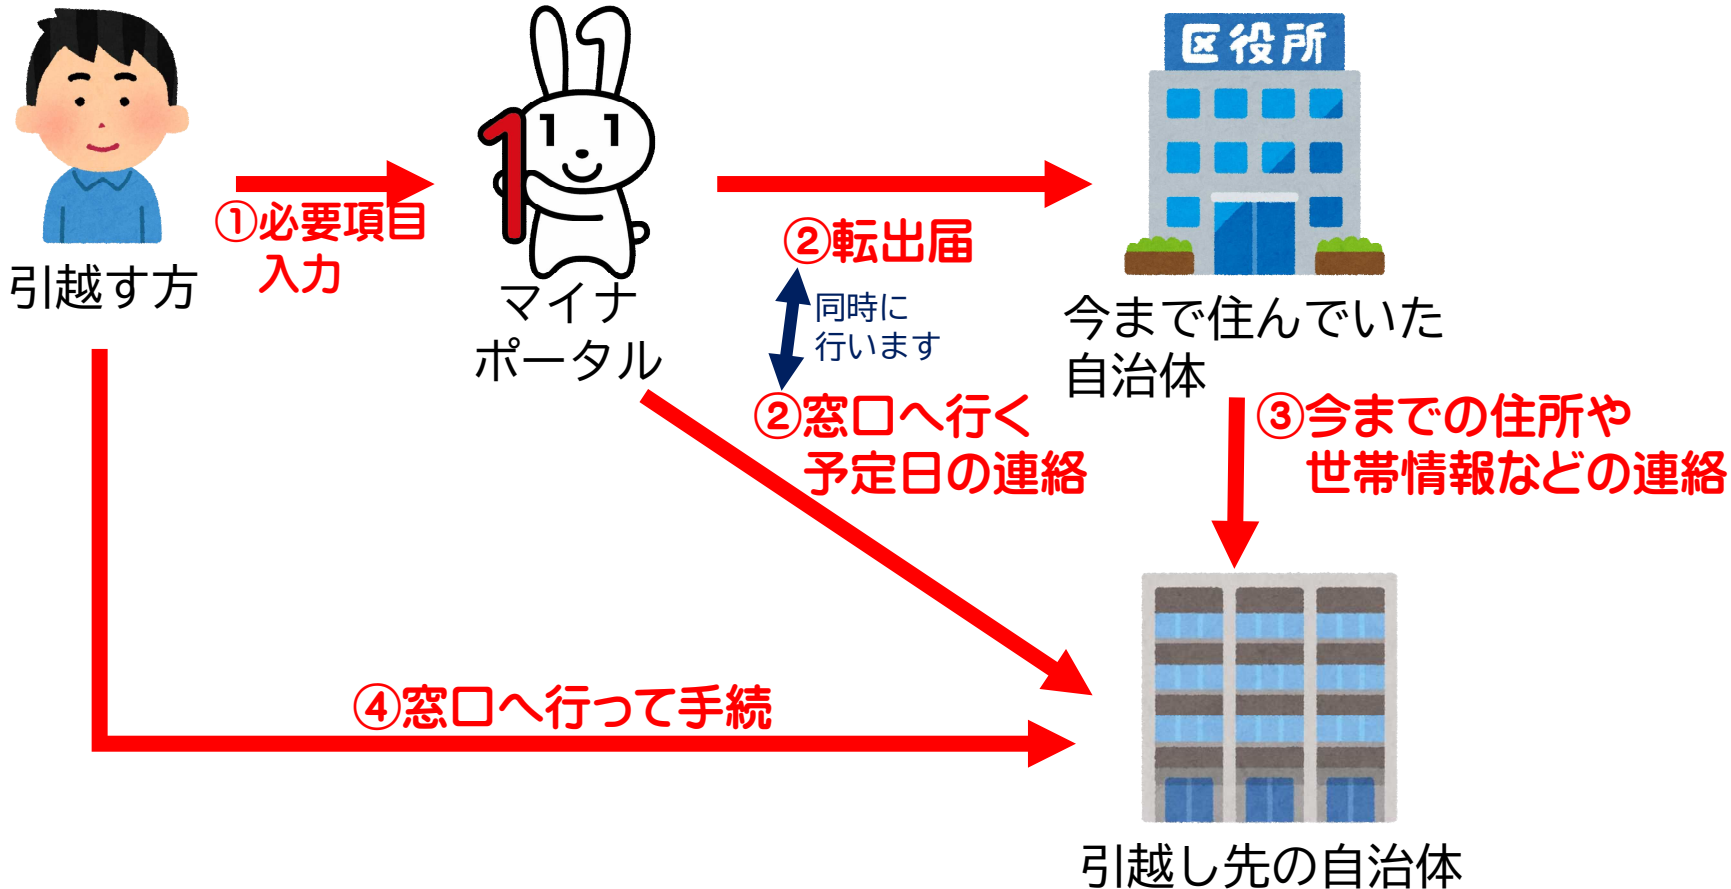 区役所
①必要項目
入力
引越す方
マイナ
ポータル
②転出届
同時に
行います
今まで住んでいた
自治体
②窓口へ行く
予定日の連絡
③今までの住所や
世帯情報などの連絡
④窓口へ行って手続
引越し先の自治体